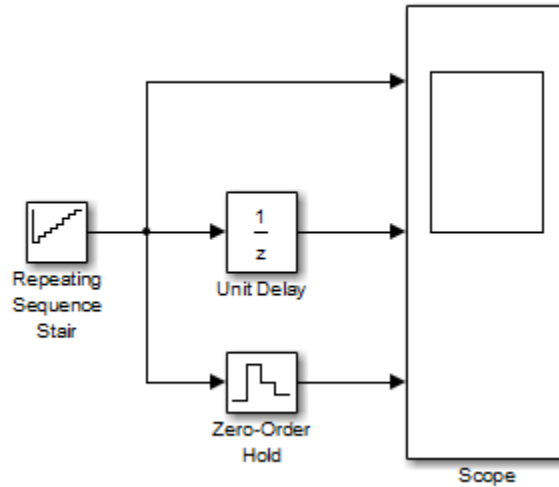 1
z
Repeating
Sequence
Stair
Unit Delay
Zero-Order
Hold
Scope